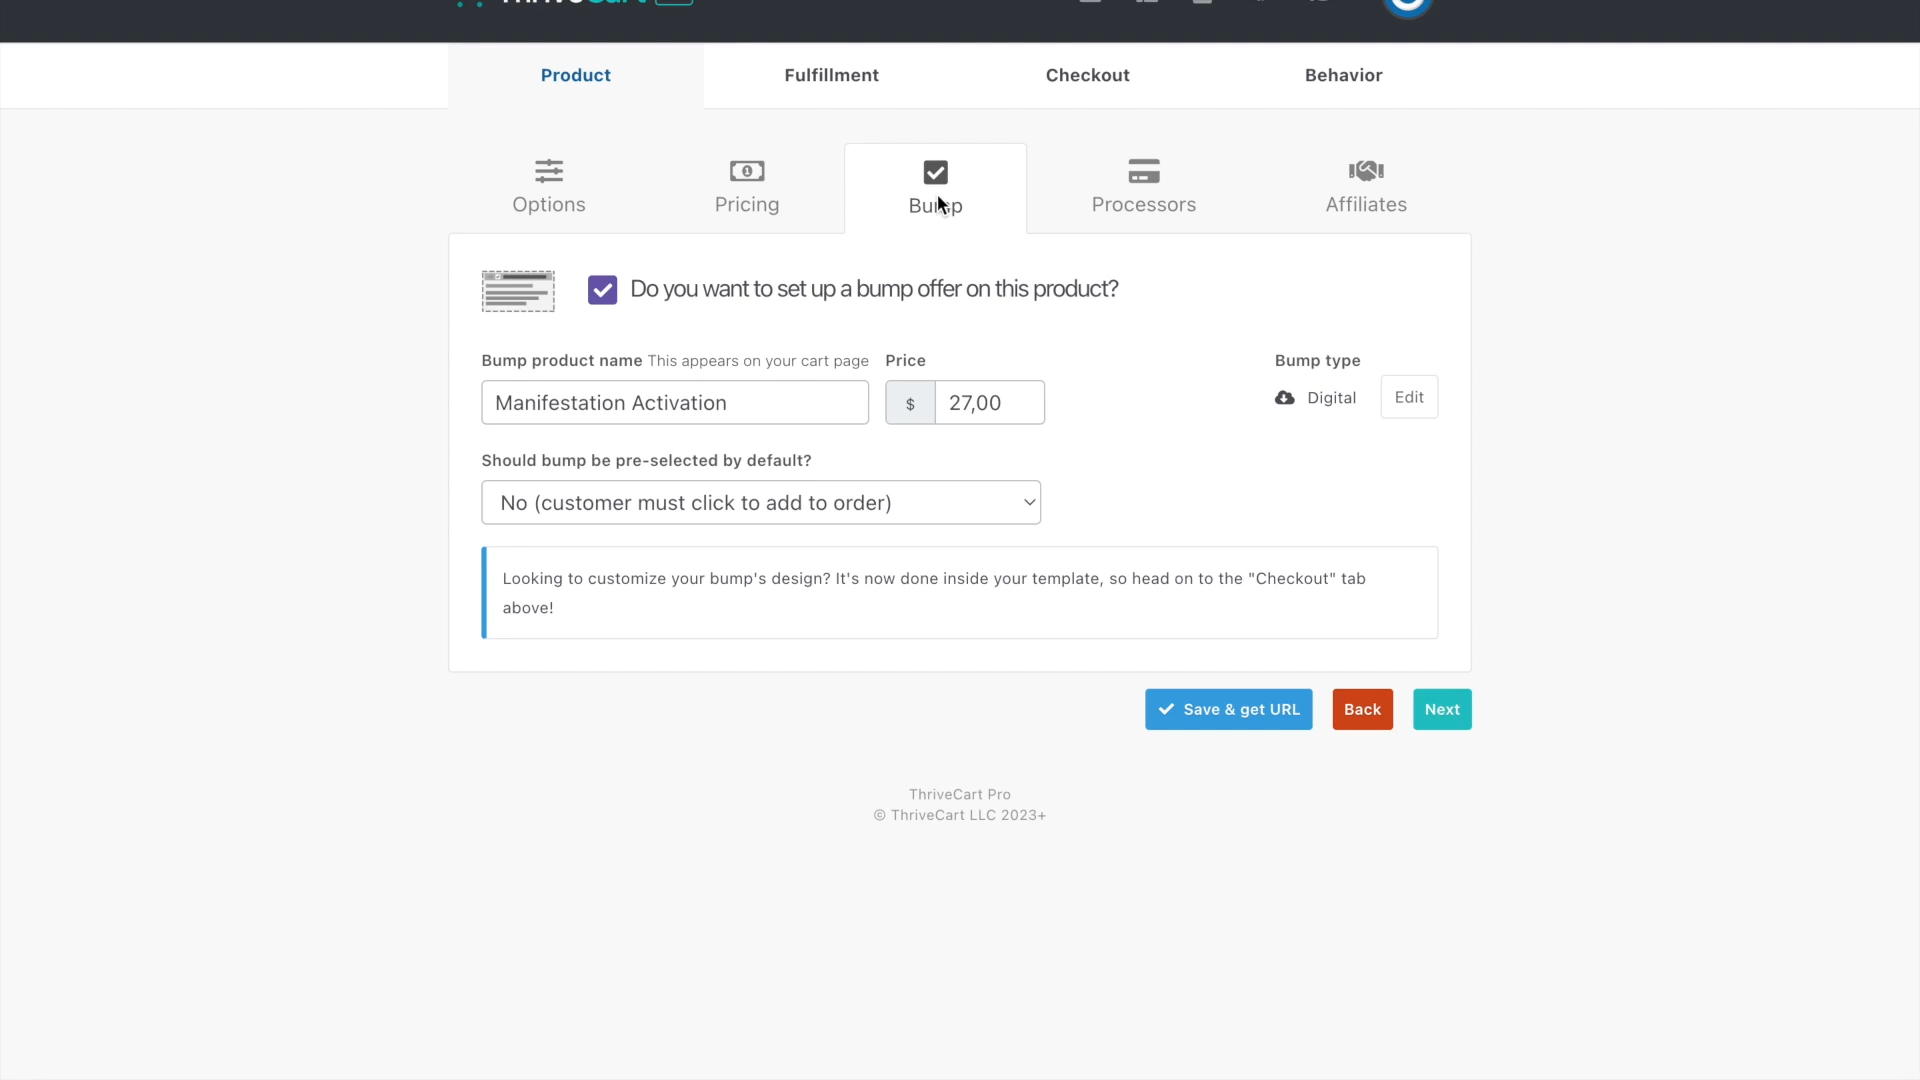 ThriveCart
Product
Fulfillment
Checkout
Behavior
Options
Pricing
Bump
Processors
Affiliates
Do you want to set up a bump offer on this product?
Bump product name This appears on your cart page
Price
Bump type
Manifestation Activation
$ 27,00
Digital
Edit
Should bump be pre-selected by default?
No (customer must click to add to order)
Looking to customize your bump's design? It's now done inside your template, so head on to the "Checkout" tab
above!
Save & get URL
Back
Next
ThriveCart Pro
© ThriveCart LLC 2023+